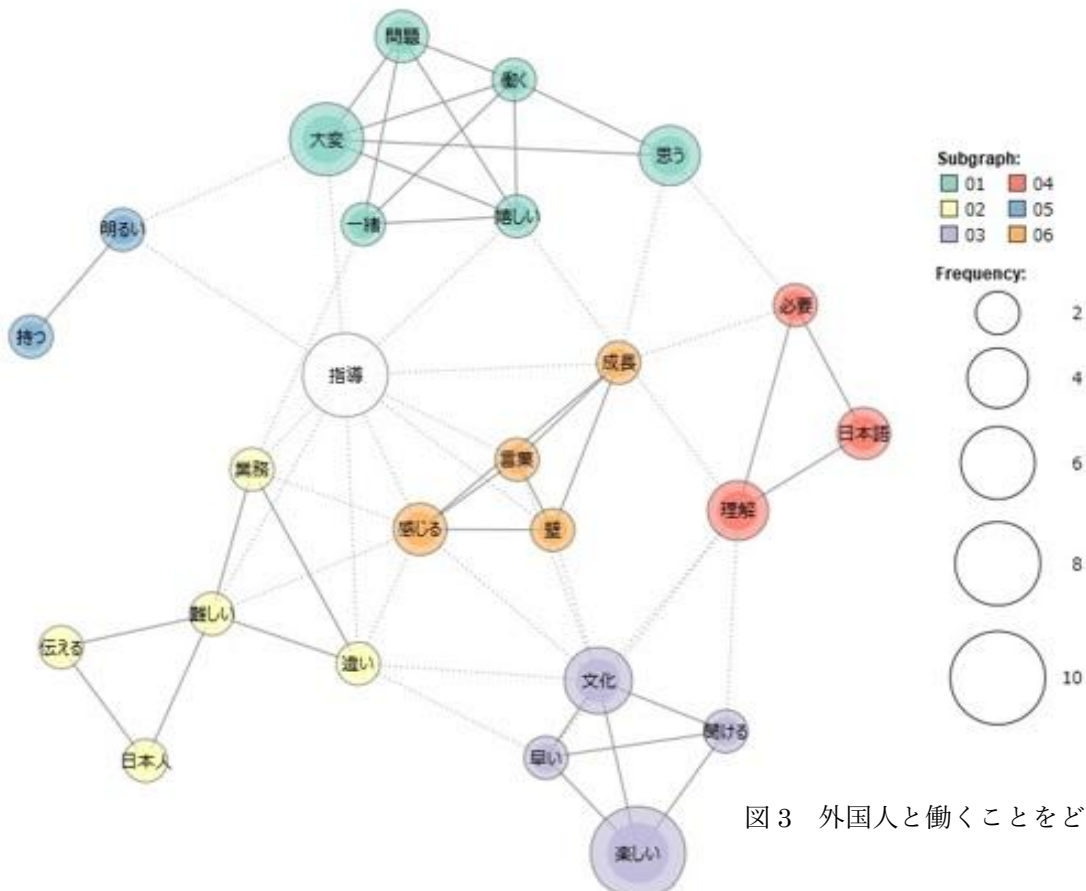 問題
働く
大変
思う
一緒
嬉しい
明るい
持つ
必要
成長
指導
日本語
言葉
業務
理解
感じる
壁
難しい
伝える
違い
文化
日本人
聞ける
早い
楽しい
Subgraph:
01 04
02 05
03 06
Frequency:
2
4
6
8
10
図 3 外国人と働くことをど